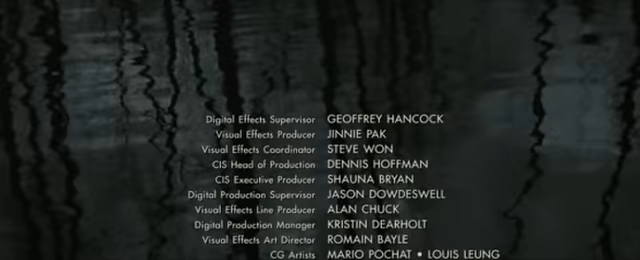 Digital Effects Supervisor GEOFFREY HANCOCK
Visual Effects Producer JINNIE PAK
Visual Effects Coordinator STEVE WON
CIS Head of Production DENNIS HOFFMAN
CIS Executive Producer SHAUNA BRYAN
Digital Production Supervisor JASON DOWDESWELL
Visual Effects Line Producer ALAN CHUCK
Digital Production Manager KRISTIN DEARHOLT
Visual Effects Art Director ROMAIN BAYLE
CG Artists MARIO POCHAT • LOUIS LEUNG